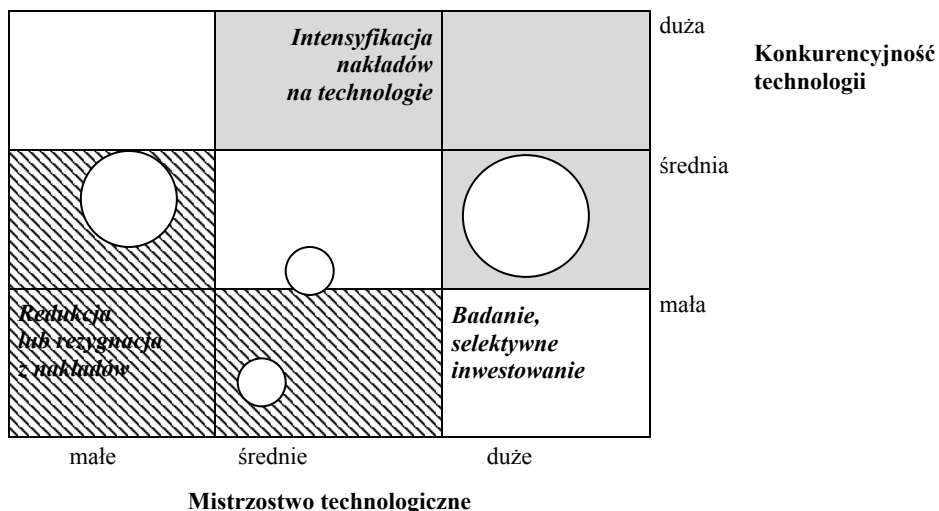 Intensyfikacja
nakładów
na technologie
duża
Konkurencyjność
technologii
średnia
Redukcja
lub rezygnacja
z nakładów
Badanie,
selektywne
inwestowanie
mała
małe
średnie
duże
Mistrzostwo technologiczne